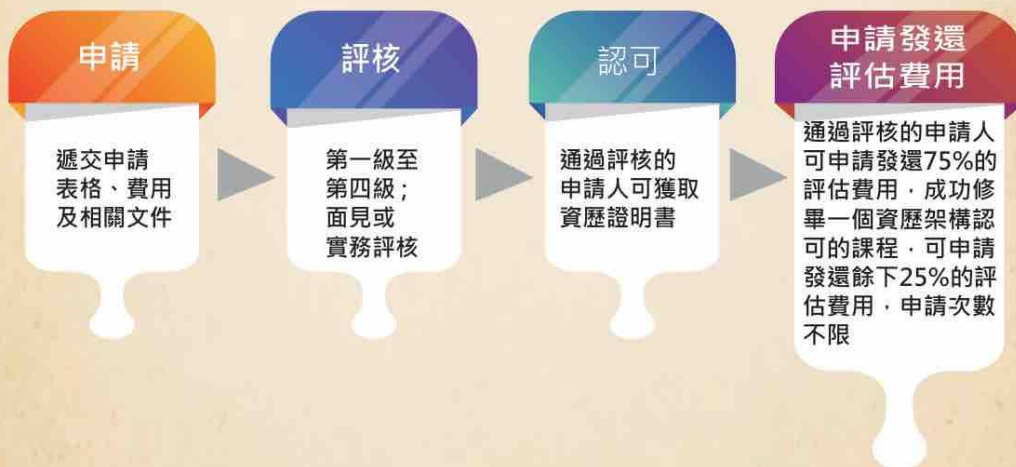 申請
遞交申請
表格、費用
及相關文件
評核
第一級至
第四級；
面見或
實務評核
認可
通過評核的
申請人可獲取
資歷證明書
申請發還
評估費用
通過評核的申請人
可申請發還75%的
評估費用，成功修
畢一個資歷架構認
可的課程，可申請
發還餘下25%的評
估費用，申請次數
不限